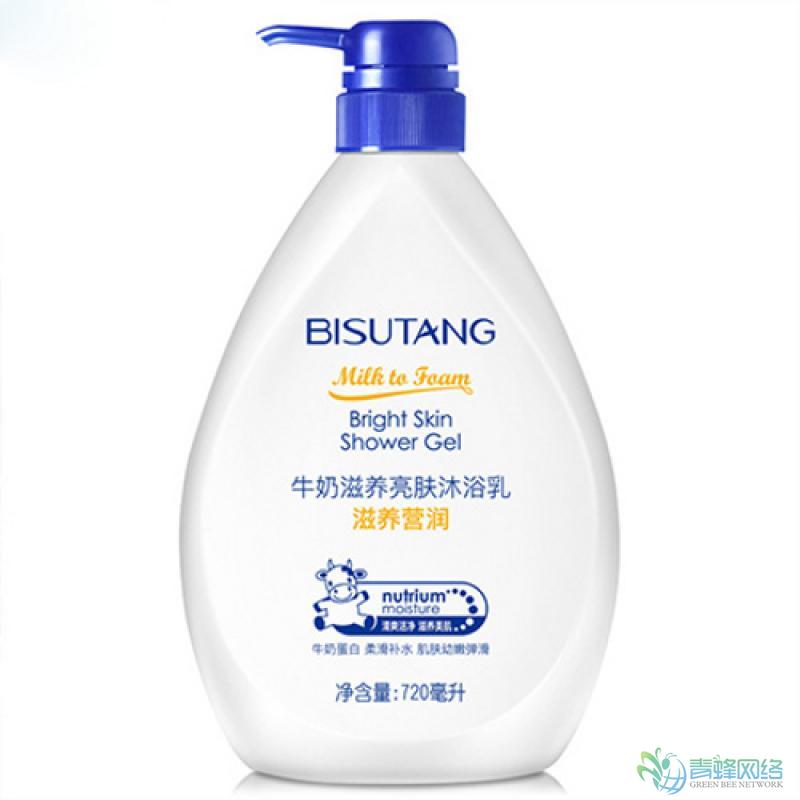 BISUTANG
Milk to Foam
Bright Skin
Shower Gel
牛奶滋养亮肤沐浴乳
滋养营润
nutrium
moisture
清爽洁净 滋养美肌
牛奶蛋白 柔滑补水 肌肤幼嫩弹滑
净含量:720毫升
青蜂网络
GREEN BEE NETWORK